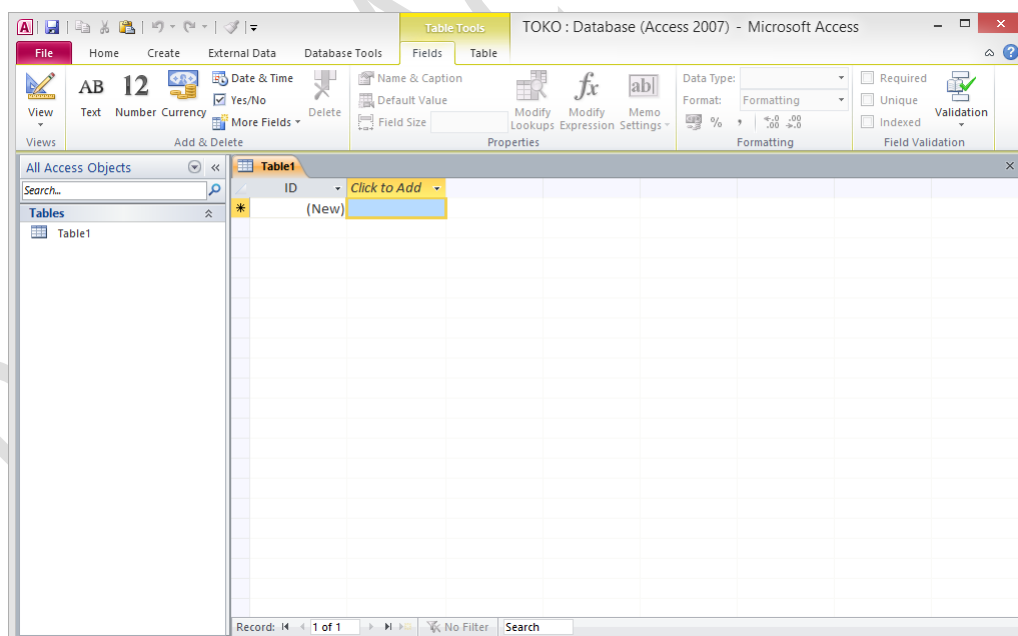 Table Tools TOKO : Database (Access 2007) - Microsoft Access
File Home Create External Data Database Tools Fields Table
AB Text
12 Number
Currency
Date & Time
Yes/No
More Fields
Delete
Name & Caption
Default Value
Field Size
Modify Lookups
fx Modify Expression
ab| Memo Settings
Data Type:
Format: Formatting
% , .00 .00
Required
Unique
Indexed
Validation
View
Views Add & Delete Properties Formatting Field Validation
All Access Objects « Table1
Search...
Tables
Table1
ID Click to Add
* (New)
Record: 1 of 1 No Filter Search